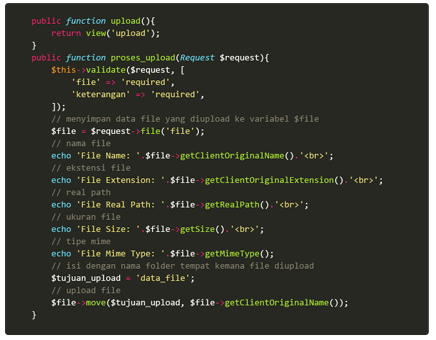 public function upload(){
return view('upload');
}
public function proses_upload(Request $request){
$this->validate($request, [
'file' => 'required',
'keterangan' => 'required',
]);
// menyimpan data file yang diupload ke variabel $file
$file = $request->file('file');
// nama file
echo 'File Name: '.$file->getClientOriginalName().'<br>';
// ekstensi file
echo 'File Extension: '.$file->getClientOriginalExtension().'<br>';
// real path
echo 'File Real Path: '.$file->getRealPath().'<br>';
// ukuran file
echo 'File Size: '.$file->getSize().'<br>';
// tipe mime
echo 'File Mime Type: '.$file->getMimeType();
// isi dengan nama folder tempat kemana file diupload
$tujuan_upload = 'data_file';
// upload file
$file->move($tujuan_upload, $file->getClientOriginalName());
}